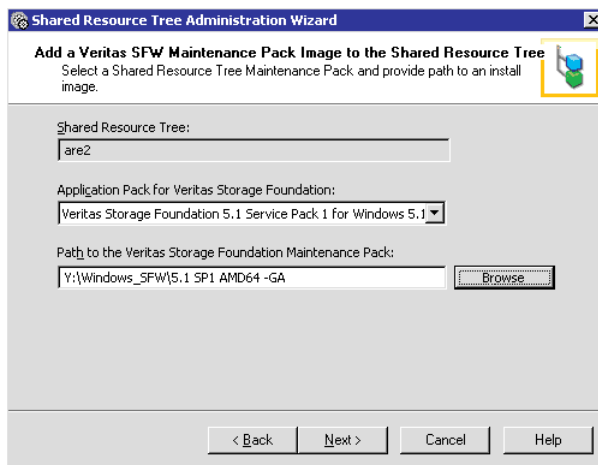 Shared Resource Tree Administration Wizard
Add a Veritas SFW Maintenance Pack Image to the Shared Resource Tree
Select a Shared Resource Tree Maintenance Pack and provide path to an install
image.
Shared Resource Tree:
are2
Application Pack for Veritas Storage Foundation:
Veritas Storage Foundation 5.1 Service Pack 1 for Windows 5.1
Path to the Veritas Storage Foundation Maintenance Pack:
Y:\Windows_SFW\5.1 SP1 AMD64 -GA
Browse
< Back Next > Cancel Help